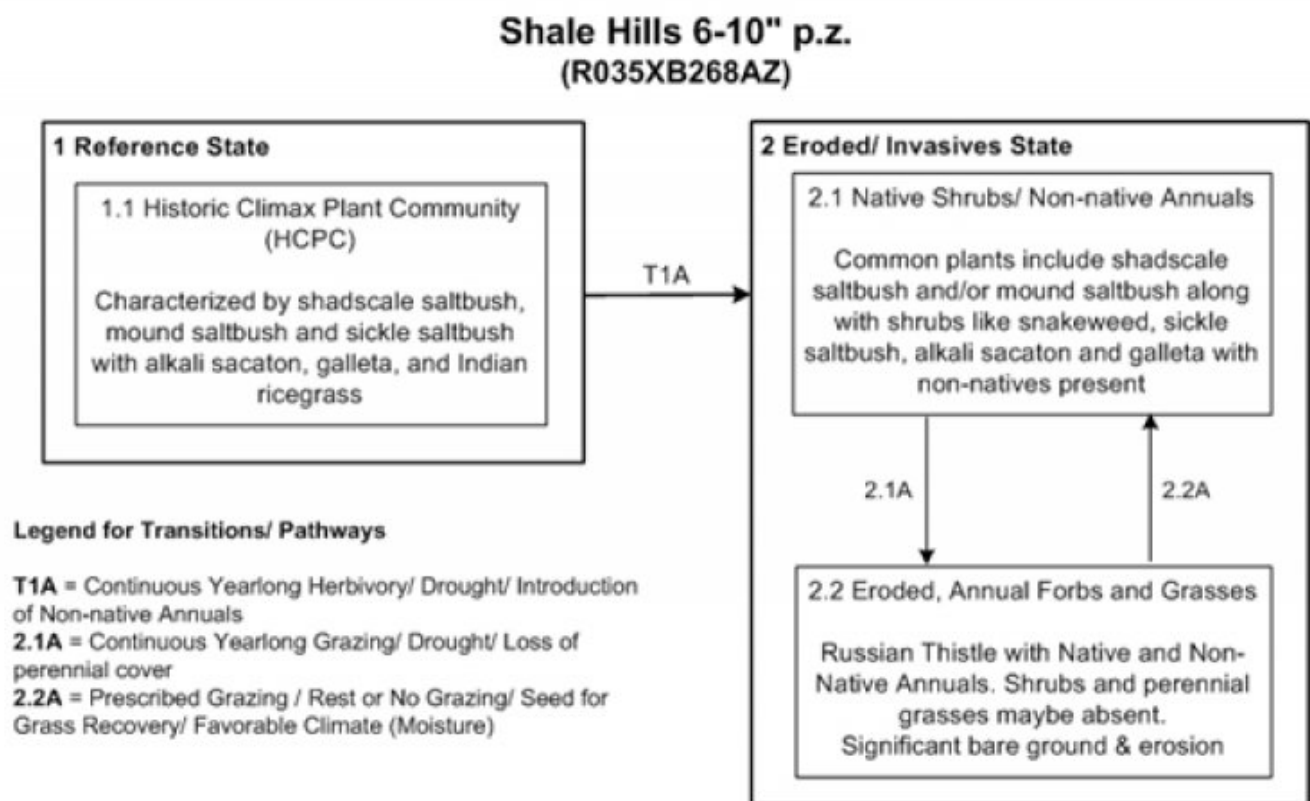 Shale Hills 6-10" p.z.
(R035XB268AZ)
1 Reference State
1.1 Historic Climax Plant Community
(HCPC)
Characterized by shadscale saltbush,
mound saltbush and sickle saltbush
with alkali sacaton, galleta, and Indian
ricegrass
T1A
2 Eroded/ Invasives State
2.1 Native Shrubs/ Non-native Annuals
Common plants include shadscale
saltbush and/or mound saltbush along
with shrubs like snakeweed, sickle
saltbush, alkali sacaton and galleta with
non-natives present
2.1A
2.2A
2.2 Eroded, Annual Forbs and Grasses
Russian Thistle with Native and Non-
Native Annuals. Shrubs and perennial
grasses maybe absent.
Significant bare ground & erosion
Legend for Transitions/ Pathways
T1A = Continuous Yearlong Herbivory/ Drought/ Introduction
of Non-native Annuals
2.1A = Continuous Yearlong Grazing/ Drought/ Loss of
perennial cover
2.2A = Prescribed Grazing / Rest or No Grazing/ Seed for
Grass Recovery/ Favorable Climate (Moisture)